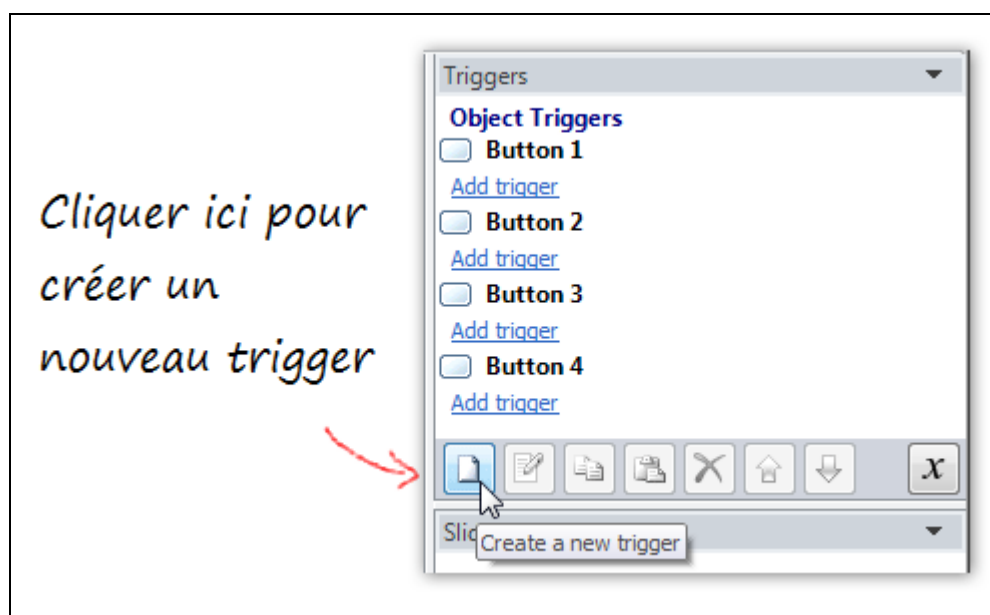 Cliquer ici pour
créer un
nouveau trigger
Triggers
Object Triggers
Button 1
Add trigger
Button 2
Add trigger
Button 3
Add trigger
Button 4
Add trigger
x
Create a new trigger